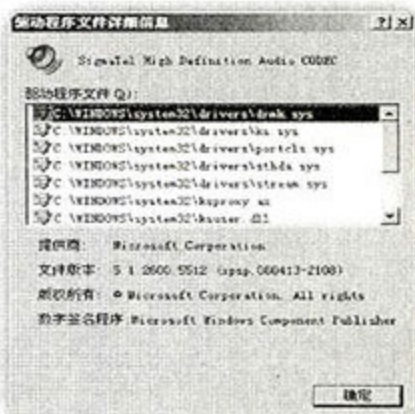 驱动程序文件详细信息
SigmaTel High Definition Audio CODEC
驱动程序文件(D):
C:\WINDOWS\system32\drivers\drmk.sys
C:\WINDOWS\system32\drivers\ks.sys
C:\WINDOWS\system32\drivers\portcls.sys
C:\WINDOWS\system32\drivers\sthda.sys
C:\WINDOWS\system32\drivers\stream.sys
C:\WINDOWS\system32\ksproxy.ax
C:\WINDOWS\system32\ksuser.dll
提供商: Microsoft Corporation
文件版本: 5.1.2600.5512 (xpsp.080413-2108)
版权所有: © Microsoft Corporation. All rights
数字签名程序: Microsoft Windows Component Publisher
确定